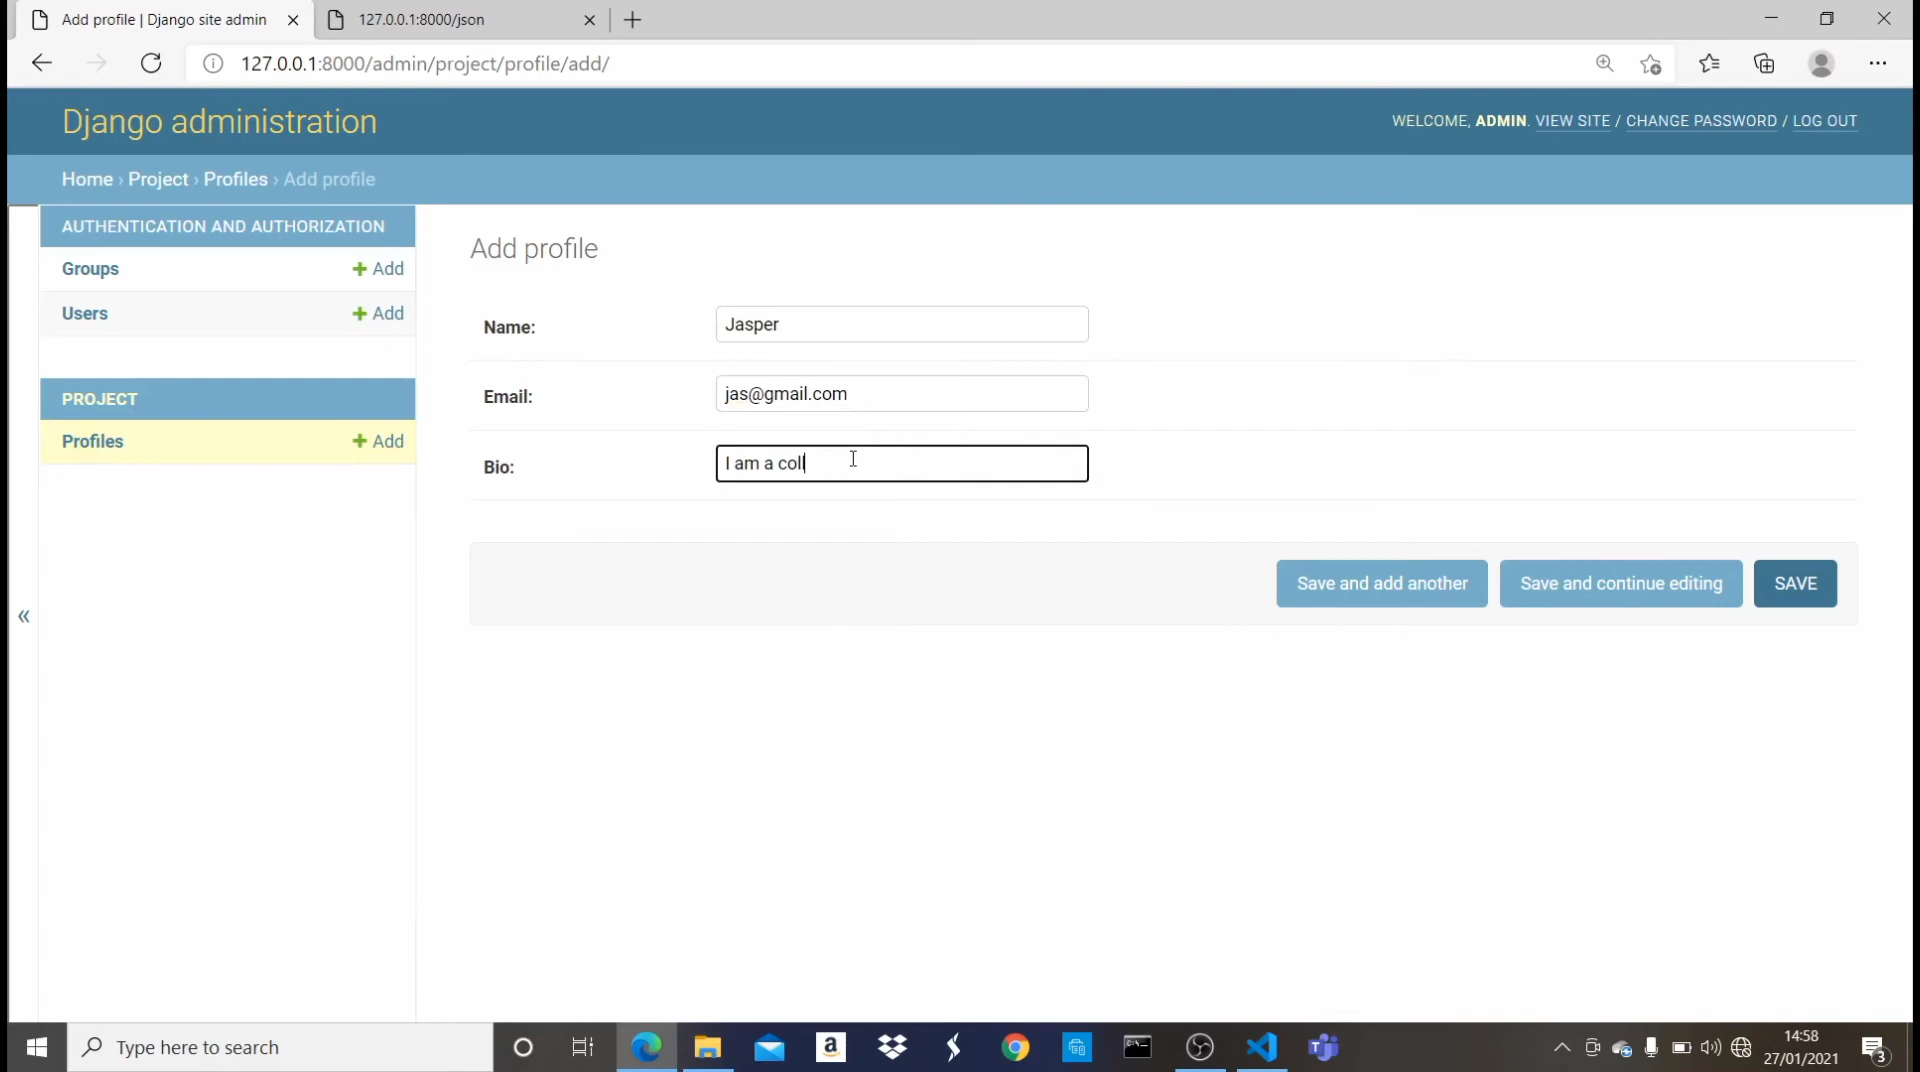 Add profile | Django site admin
127.0.0.1:8000/json
127.0.0.1:8000/admin/project/profile/add/
Django administration
WELCOME, ADMIN. VIEW SITE / CHANGE PASSWORD / LOG OUT
Home › Project › Profiles › Add profile
AUTHENTICATION AND AUTHORIZATION
Groups + Add
Users + Add
PROJECT
Profiles + Add
«
Add profile
Name: Jasper
Email: jas@gmail.com
Bio: I am a coll
Save and add another Save and continue editing SAVE
Type here to search
14:58
27/01/2021
3